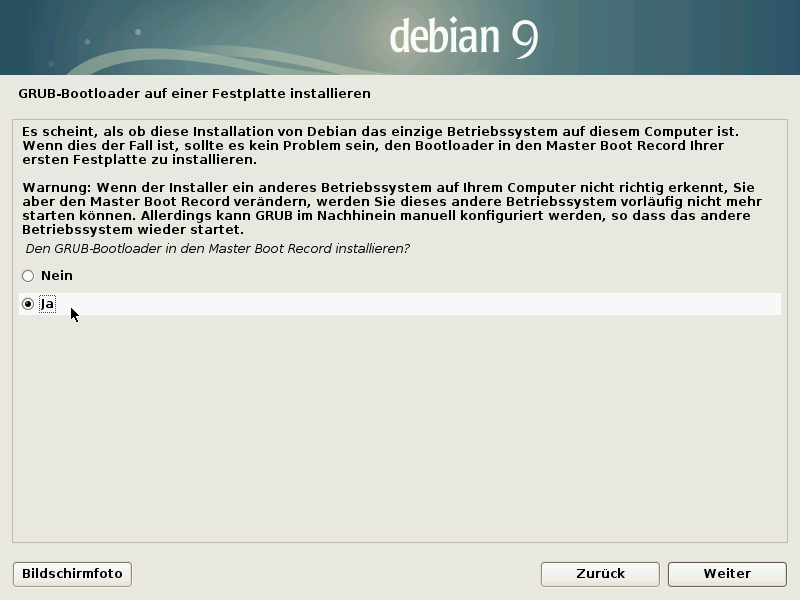 debian 9
GRUB-Bootloader auf einer Festplatte installieren
Es scheint, als ob diese Installation von Debian das einzige Betriebssystem auf diesem Computer ist.
Wenn dies der Fall ist, sollte es kein Problem sein, den Bootloader in den Master Boot Record Ihrer
ersten Festplatte zu installieren.
Warnung: Wenn der Installer ein anderes Betriebssystem auf Ihrem Computer nicht richtig erkennt, Sie
aber den Master Boot Record verändern, werden Sie dieses andere Betriebssystem vorläufig nicht mehr
starten können. Allerdings kann GRUB im Nachhinein manuell konfiguriert werden, so dass das andere
Betriebssystem wieder startet.
Den GRUB-Bootloader in den Master Boot Record installieren?
Nein
Ja
Bildschirmfoto
Zurück
Weiter